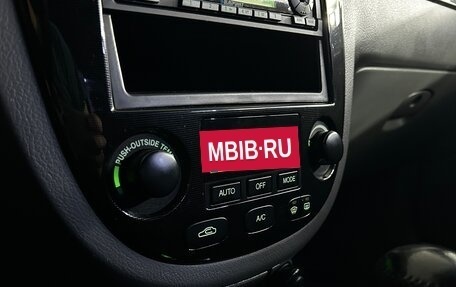 MBIB·RU
PUSH-OUTSIDE TEMP
AUTO
OFF
MODE
A/C